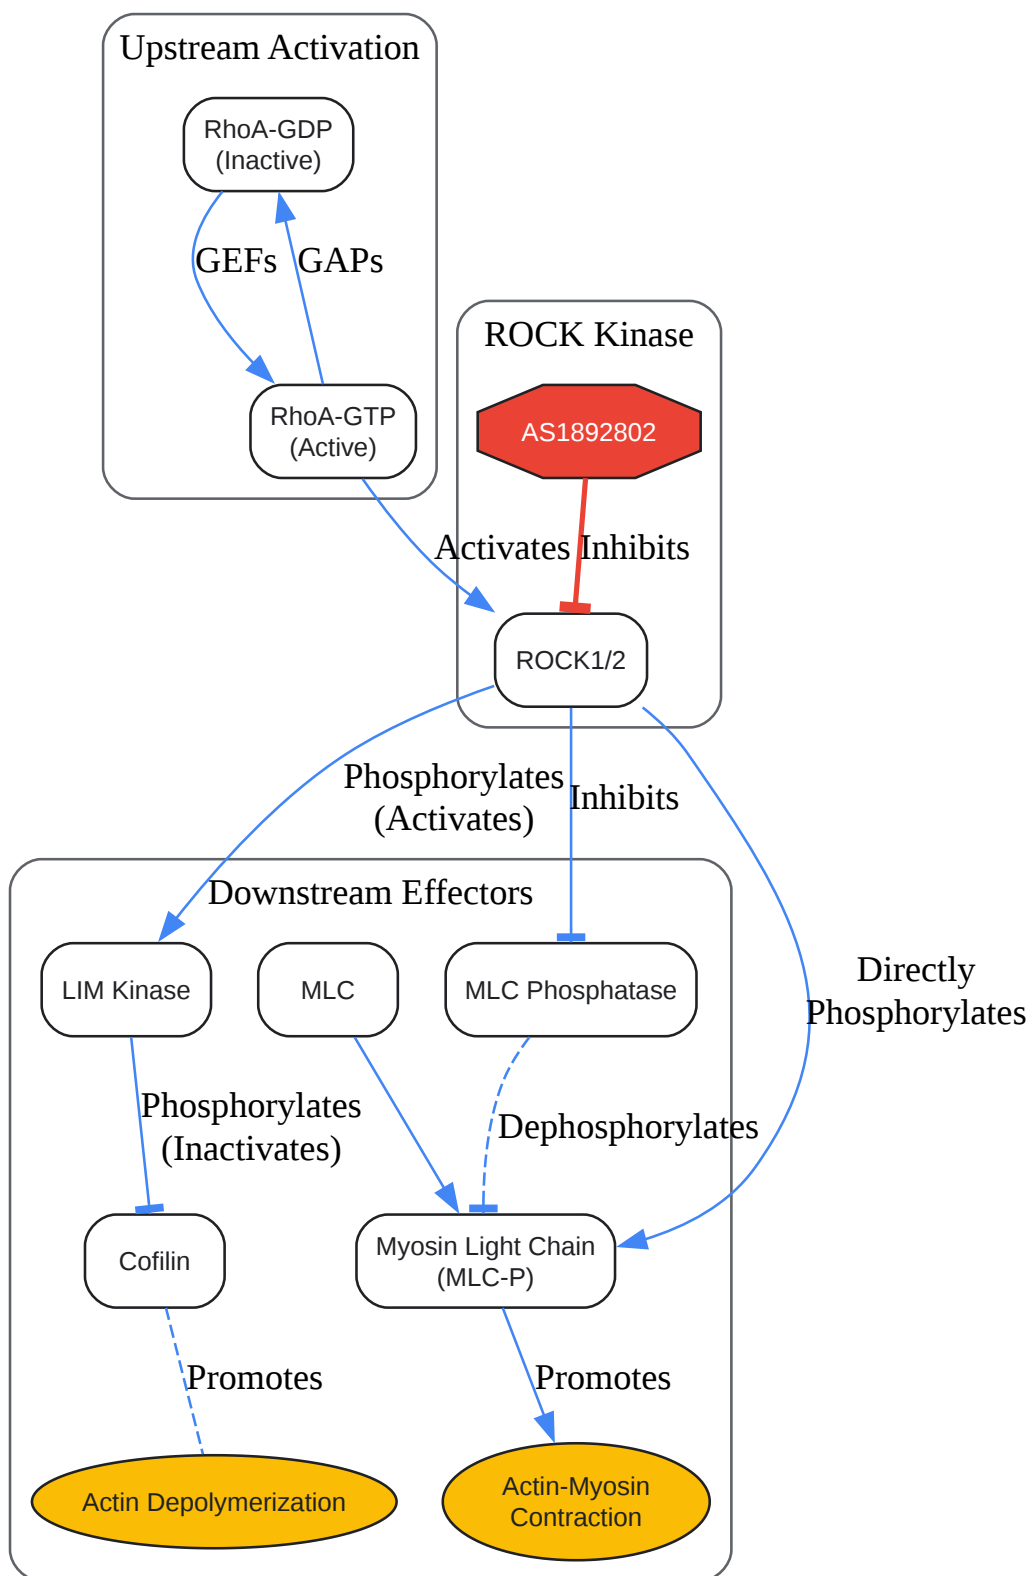 Upstream Activation
RhoA-GDP
(Inactive)
GEFs
GAPs
RhoA-GTP
(Active)
ROCK Kinase
AS1892802
Activates
Inhibits
ROCK1/2
Phosphorylates
(Activates)
Inhibits
Directly
Phosphorylates
Downstream Effectors
LIM Kinase
MLC
MLC Phosphatase
Phosphorylates
(Inactivates)
Dephosphorylates
Cofilin
Myosin Light Chain
(MLC-P)
Promotes
Promotes
Actin Depolymerization
Actin-Myosin
Contraction